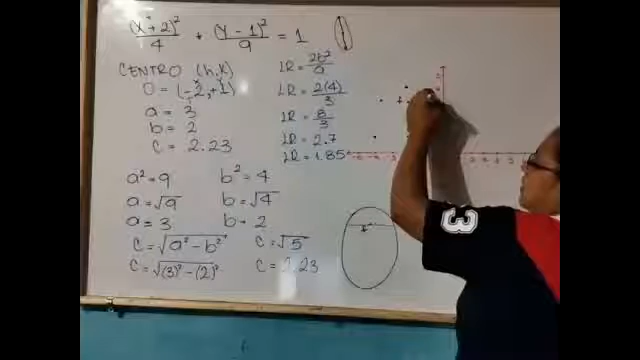 (x + 2)² / 4 + (y - 1)² / 9 = 1
CENTRO (h,k)
O = (-2, +1)
a = 3
b = 2
c = 2.23
LR = 2b² / a
LR = 2(4) / 3
LR = 8 / 3
LR = 2.7
LR = 1.85
a² = 9
a = √9
a = 3
b² = 4
b = √4
b = 2
c = √a² - b²
c = √(3)² - (2)²
c = √5
c = 2.23
3